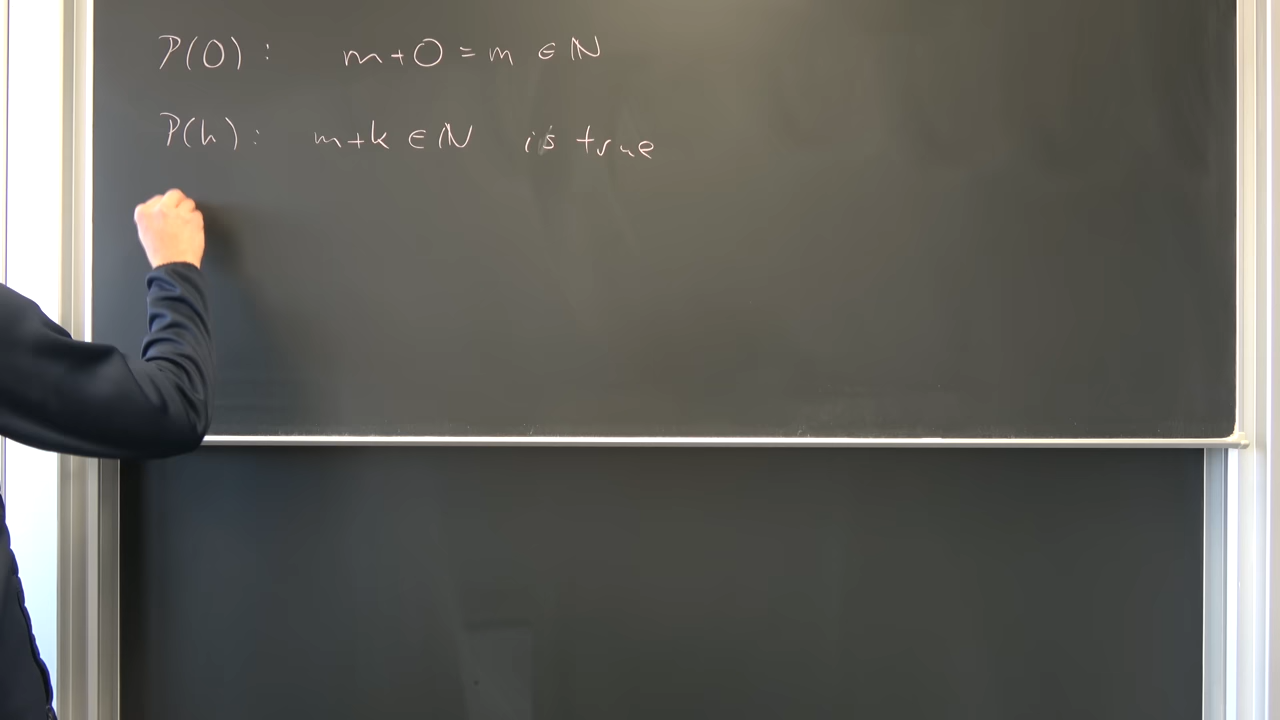 P(0): m+0 = m ∈ ℕ
P(k): m+k ∈ ℕ is true